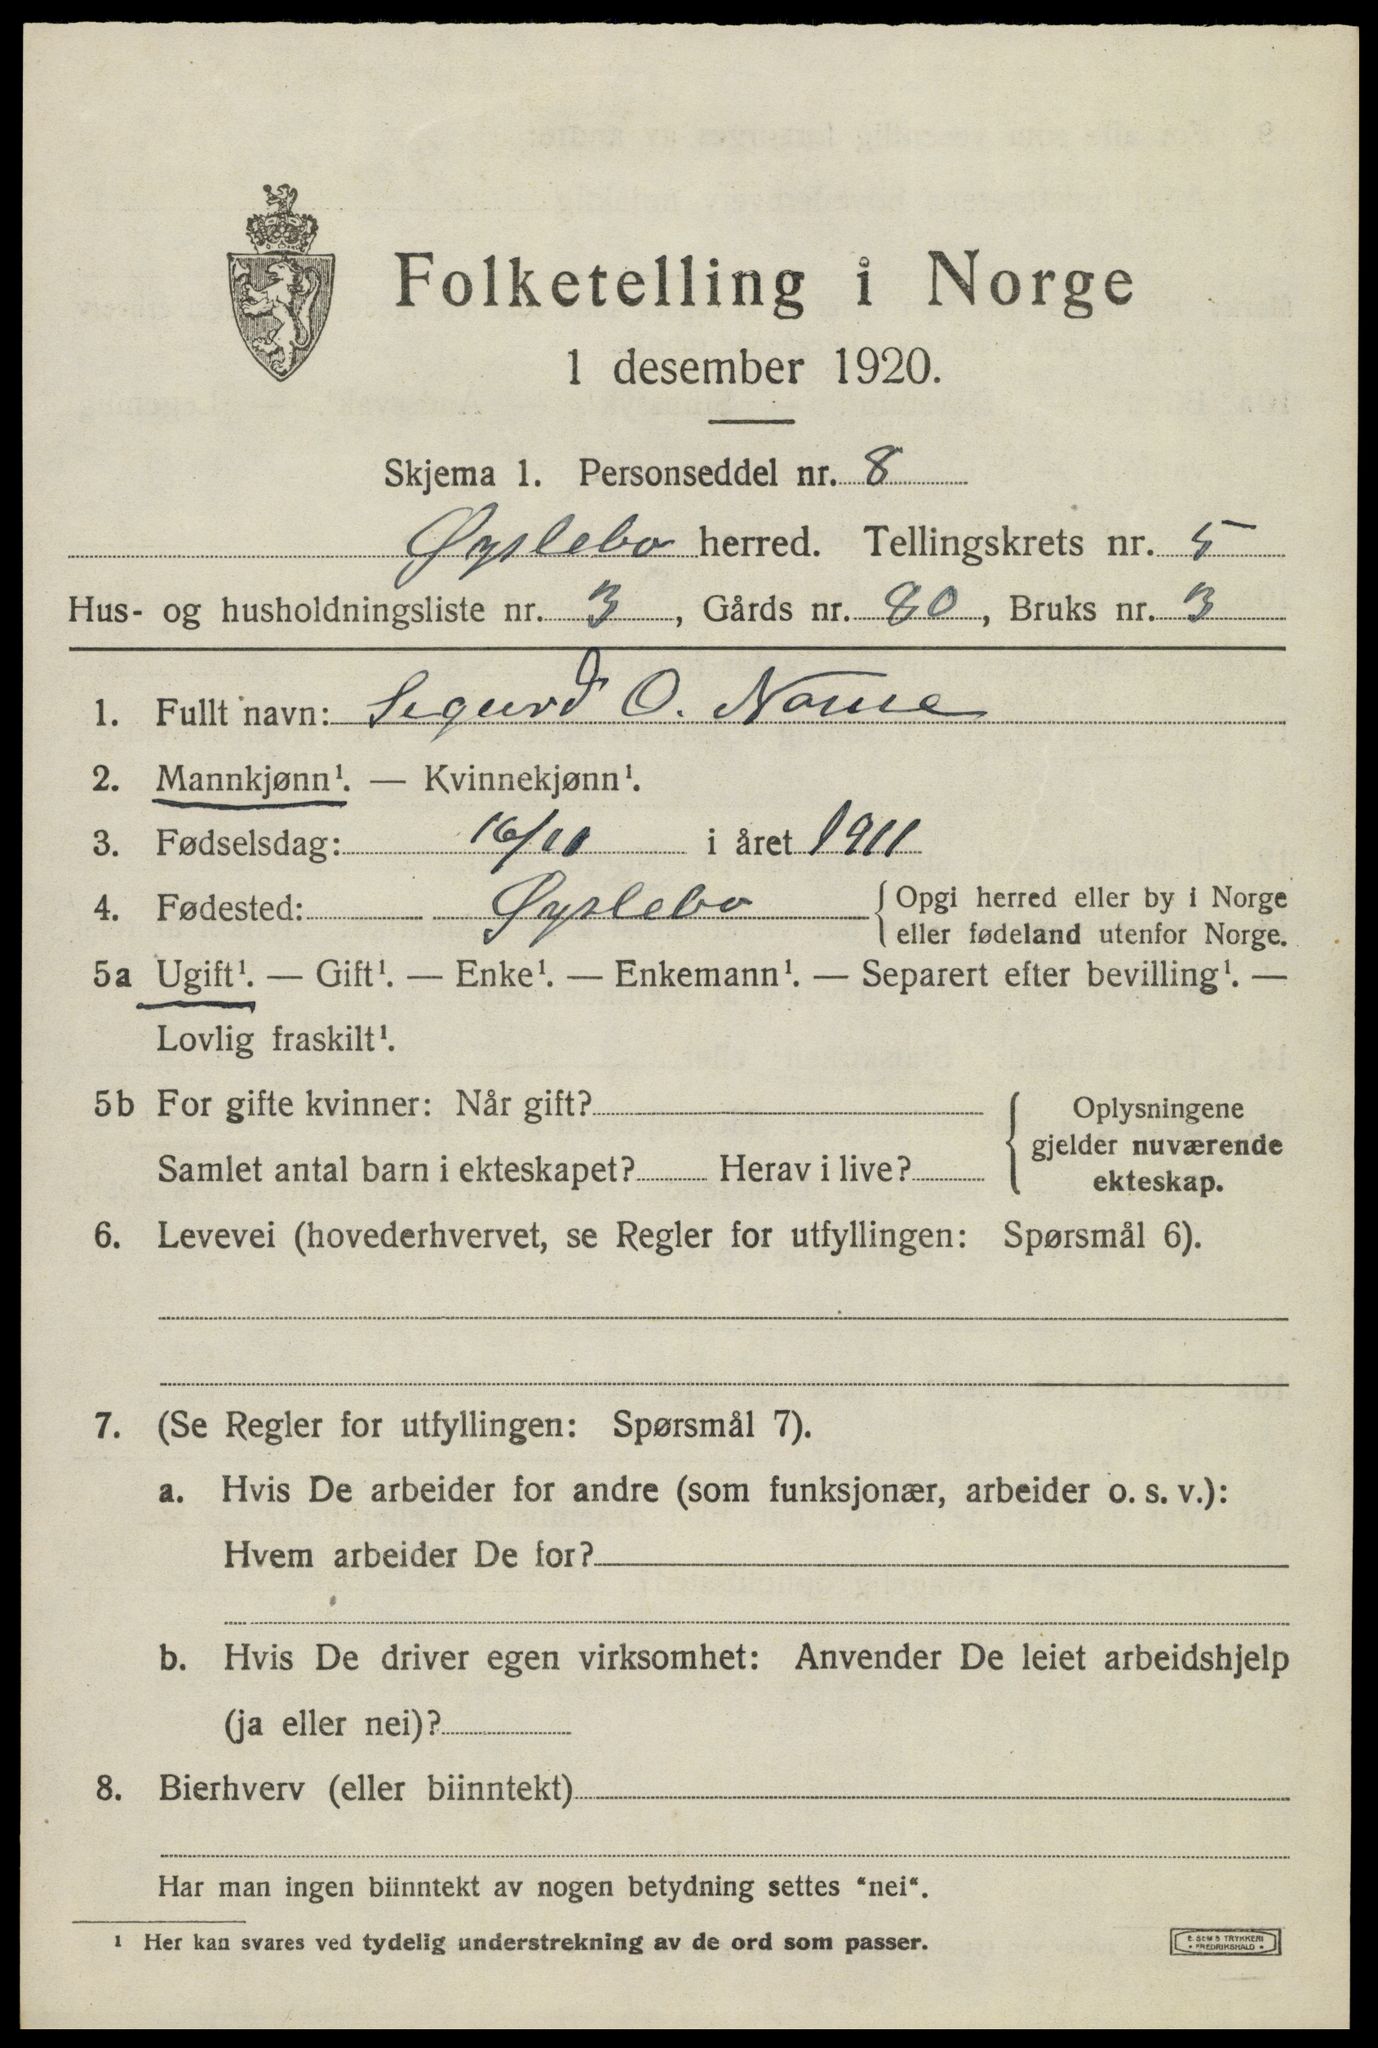 Folketelling i Norge
1 desember 1920.
Skjema 1. Personseddel nr. 8
Øyslebo herred. Tellingskrets nr. 5
Hus- og husholdningsliste nr. 3, Gårds nr. 80, Bruks nr. 3
1. Fullt navn: Sigurd O. Nome
2. Mannkjønn¹. — Kvinnekjønn¹.
3. Fødselsdag: 16/11 i året 1911
4. Fødested: Øyslebo {Opgi herred eller by i Norge
eller fødeland utenfor Norge.
5a Ugift¹. — Gift¹. — Enke¹. — Enkemann¹. — Separert efter bevilling¹. —
Lovlig fraskilt¹.
5b For gifte kvinner: Når gift?
Samlet antal barn i ekteskapet? Herav i live?
Oplysningene
gjelder nuværende
ekteskap.
6. Levevei (hovederhvervet, se Regler for utfyllingen: Spørsmål 6).
7. (Se Regler for utfyllingen: Spørsmål 7).
a. Hvis De arbeider for andre (som funksjonær, arbeider o. s. v.):
Hvem arbeider De for?
b. Hvis De driver egen virksomhet: Anvender De leiet arbeidshjelp
(ja eller nei)?
8. Bierhverv (eller biinntekt)
Har man ingen biinntekt av nogen betydning settes "nei".
¹ Her kan svares ved tydelig understrekning av de ord som passer.
E. SEM'S TRYKKERI
• FREDRIKSHALD •